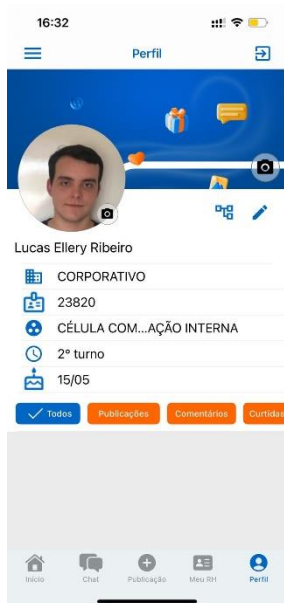 16:32
Perfil
Lucas Ellery Ribeiro
CORPORATIVO
23820
CÉLULA COM...AÇÃO INTERNA
2º turno
15/05
Todos Publicações Comentários Curtidas
Início Chat Publicação Meu RH Perfil